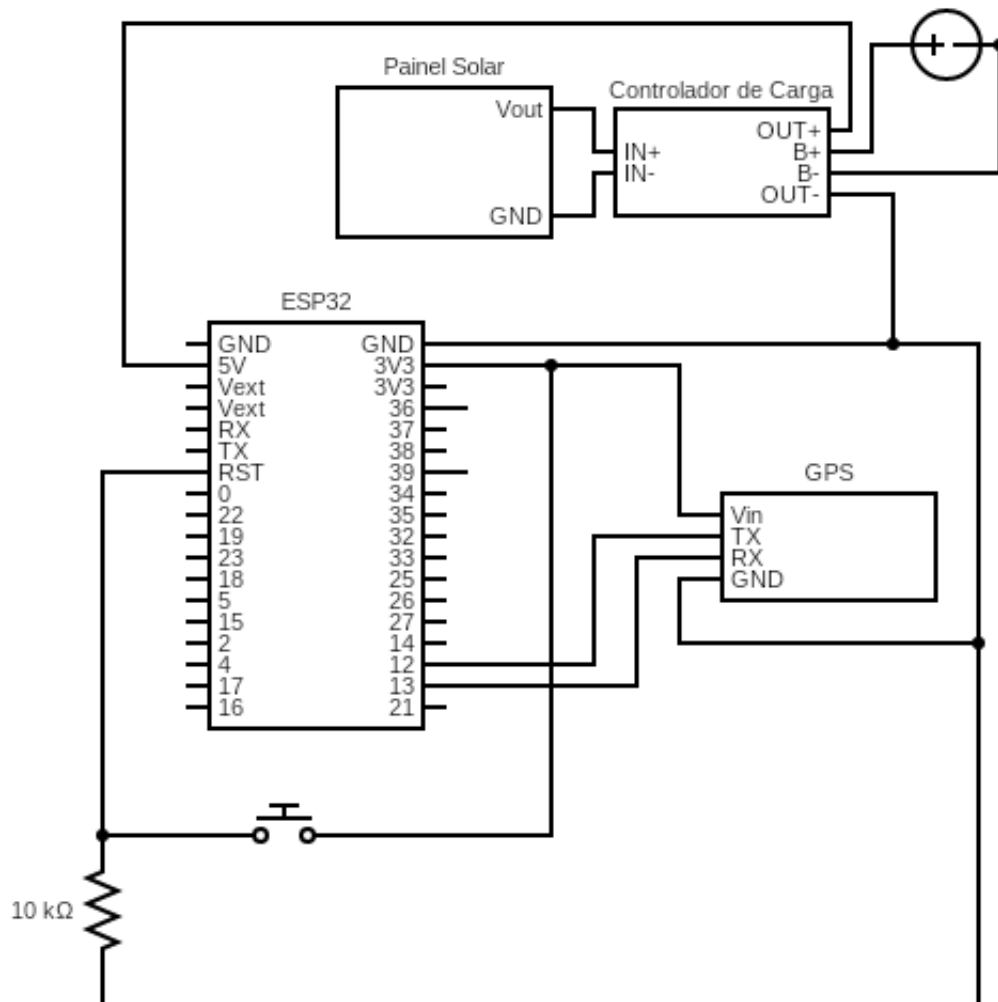 Painel Solar
Vout
GND
Controlador de Carga
IN+
IN-
OUT+
B+
B-
OUT-
ESP32
GND
5V
Vext
Vext
RX
TX
RST
0
22
19
23
18
5
15
2
4
17
16
GND
3V3
3V3
36
37
38
39
34
35
32
33
25
26
27
14
12
13
21
GPS
Vin
TX
RX
GND
10 kΩ